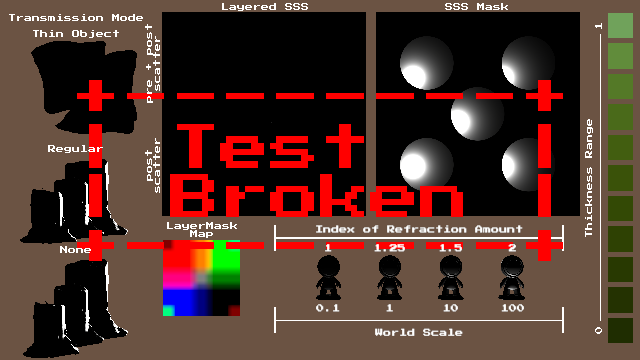 Layered SSS
SSS Mask
Transmission Mode
Thin Object
Pre + Post
scatter
1
Test
Regular
Post
scatter
Thickness Range
Broken
LayerMask
Map
Index of Refraction Amount
None
1 1.25 1.5 2
0.1 1 10 100
World Scale
0